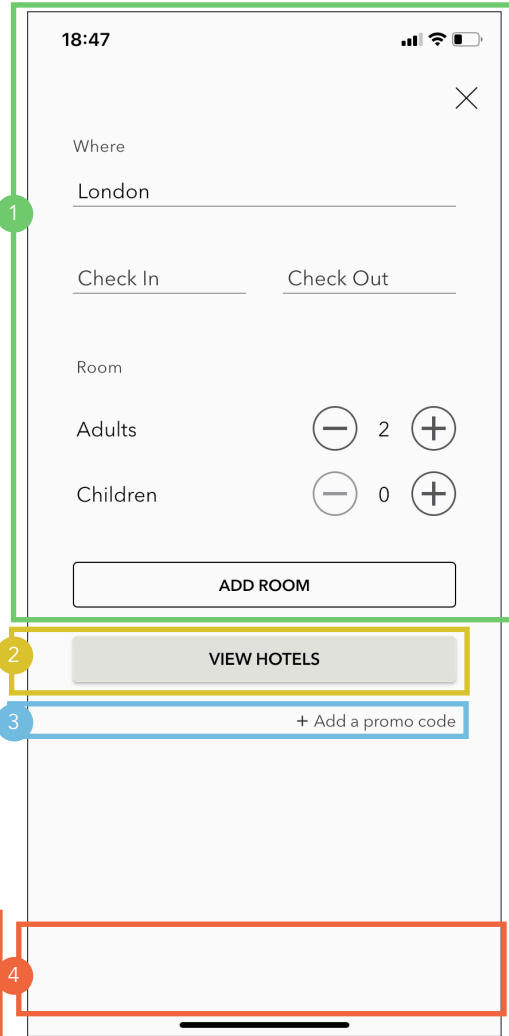 18:47
Where
1
London
Check In Check Out
Room
Adults 2
Children 0
ADD ROOM
2
VIEW HOTELS
3
+ Add a promo code
4